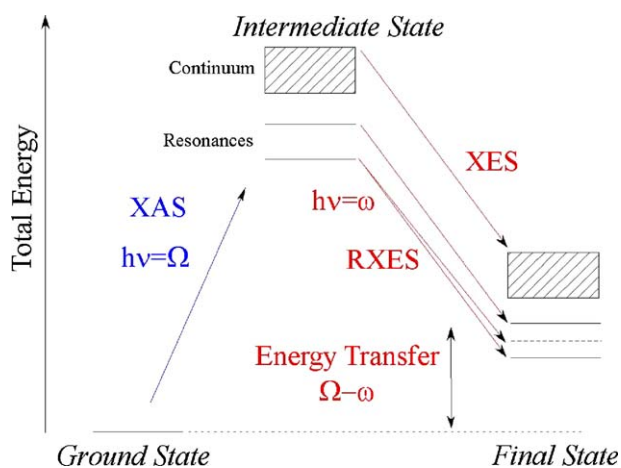 Intermediate State
Continuum
Resonances
Total Energy
XAS
hν=Ω
XES
hν=ω
RXES
Energy Transfer
Ω−ω
Ground State
Final State